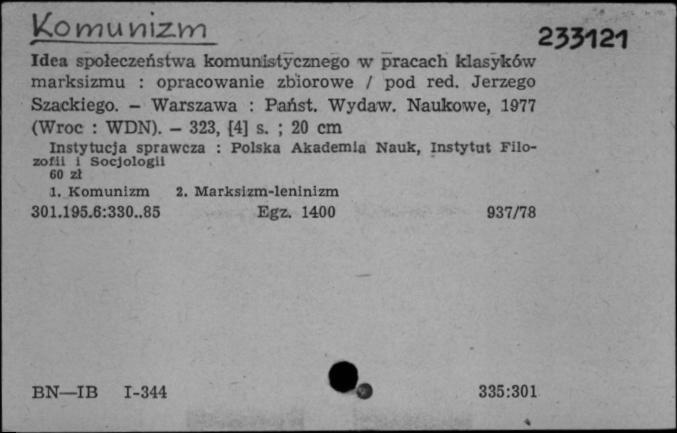 Komunizm
233121
Idea społeczeństwa komunistycznego w pracach klasyków
marksizmu : opracowanie zbiorowe / pod red. Jerzego
Szackiego. — Warszawa : Państ. Wydaw. Naukowe, 1977
(Wroc : WDN). — 323, [4] s. ; 20 cm
Instytucja sprawcza : Polska Akademia Nauk, Instytut Filo-
zofii i Socjologii
60 zł
1. Komunizm 2. Marksizm-leninizm
301.195.6:330..85 Egz. 1400 937/78
BN—IB I-344 335:301